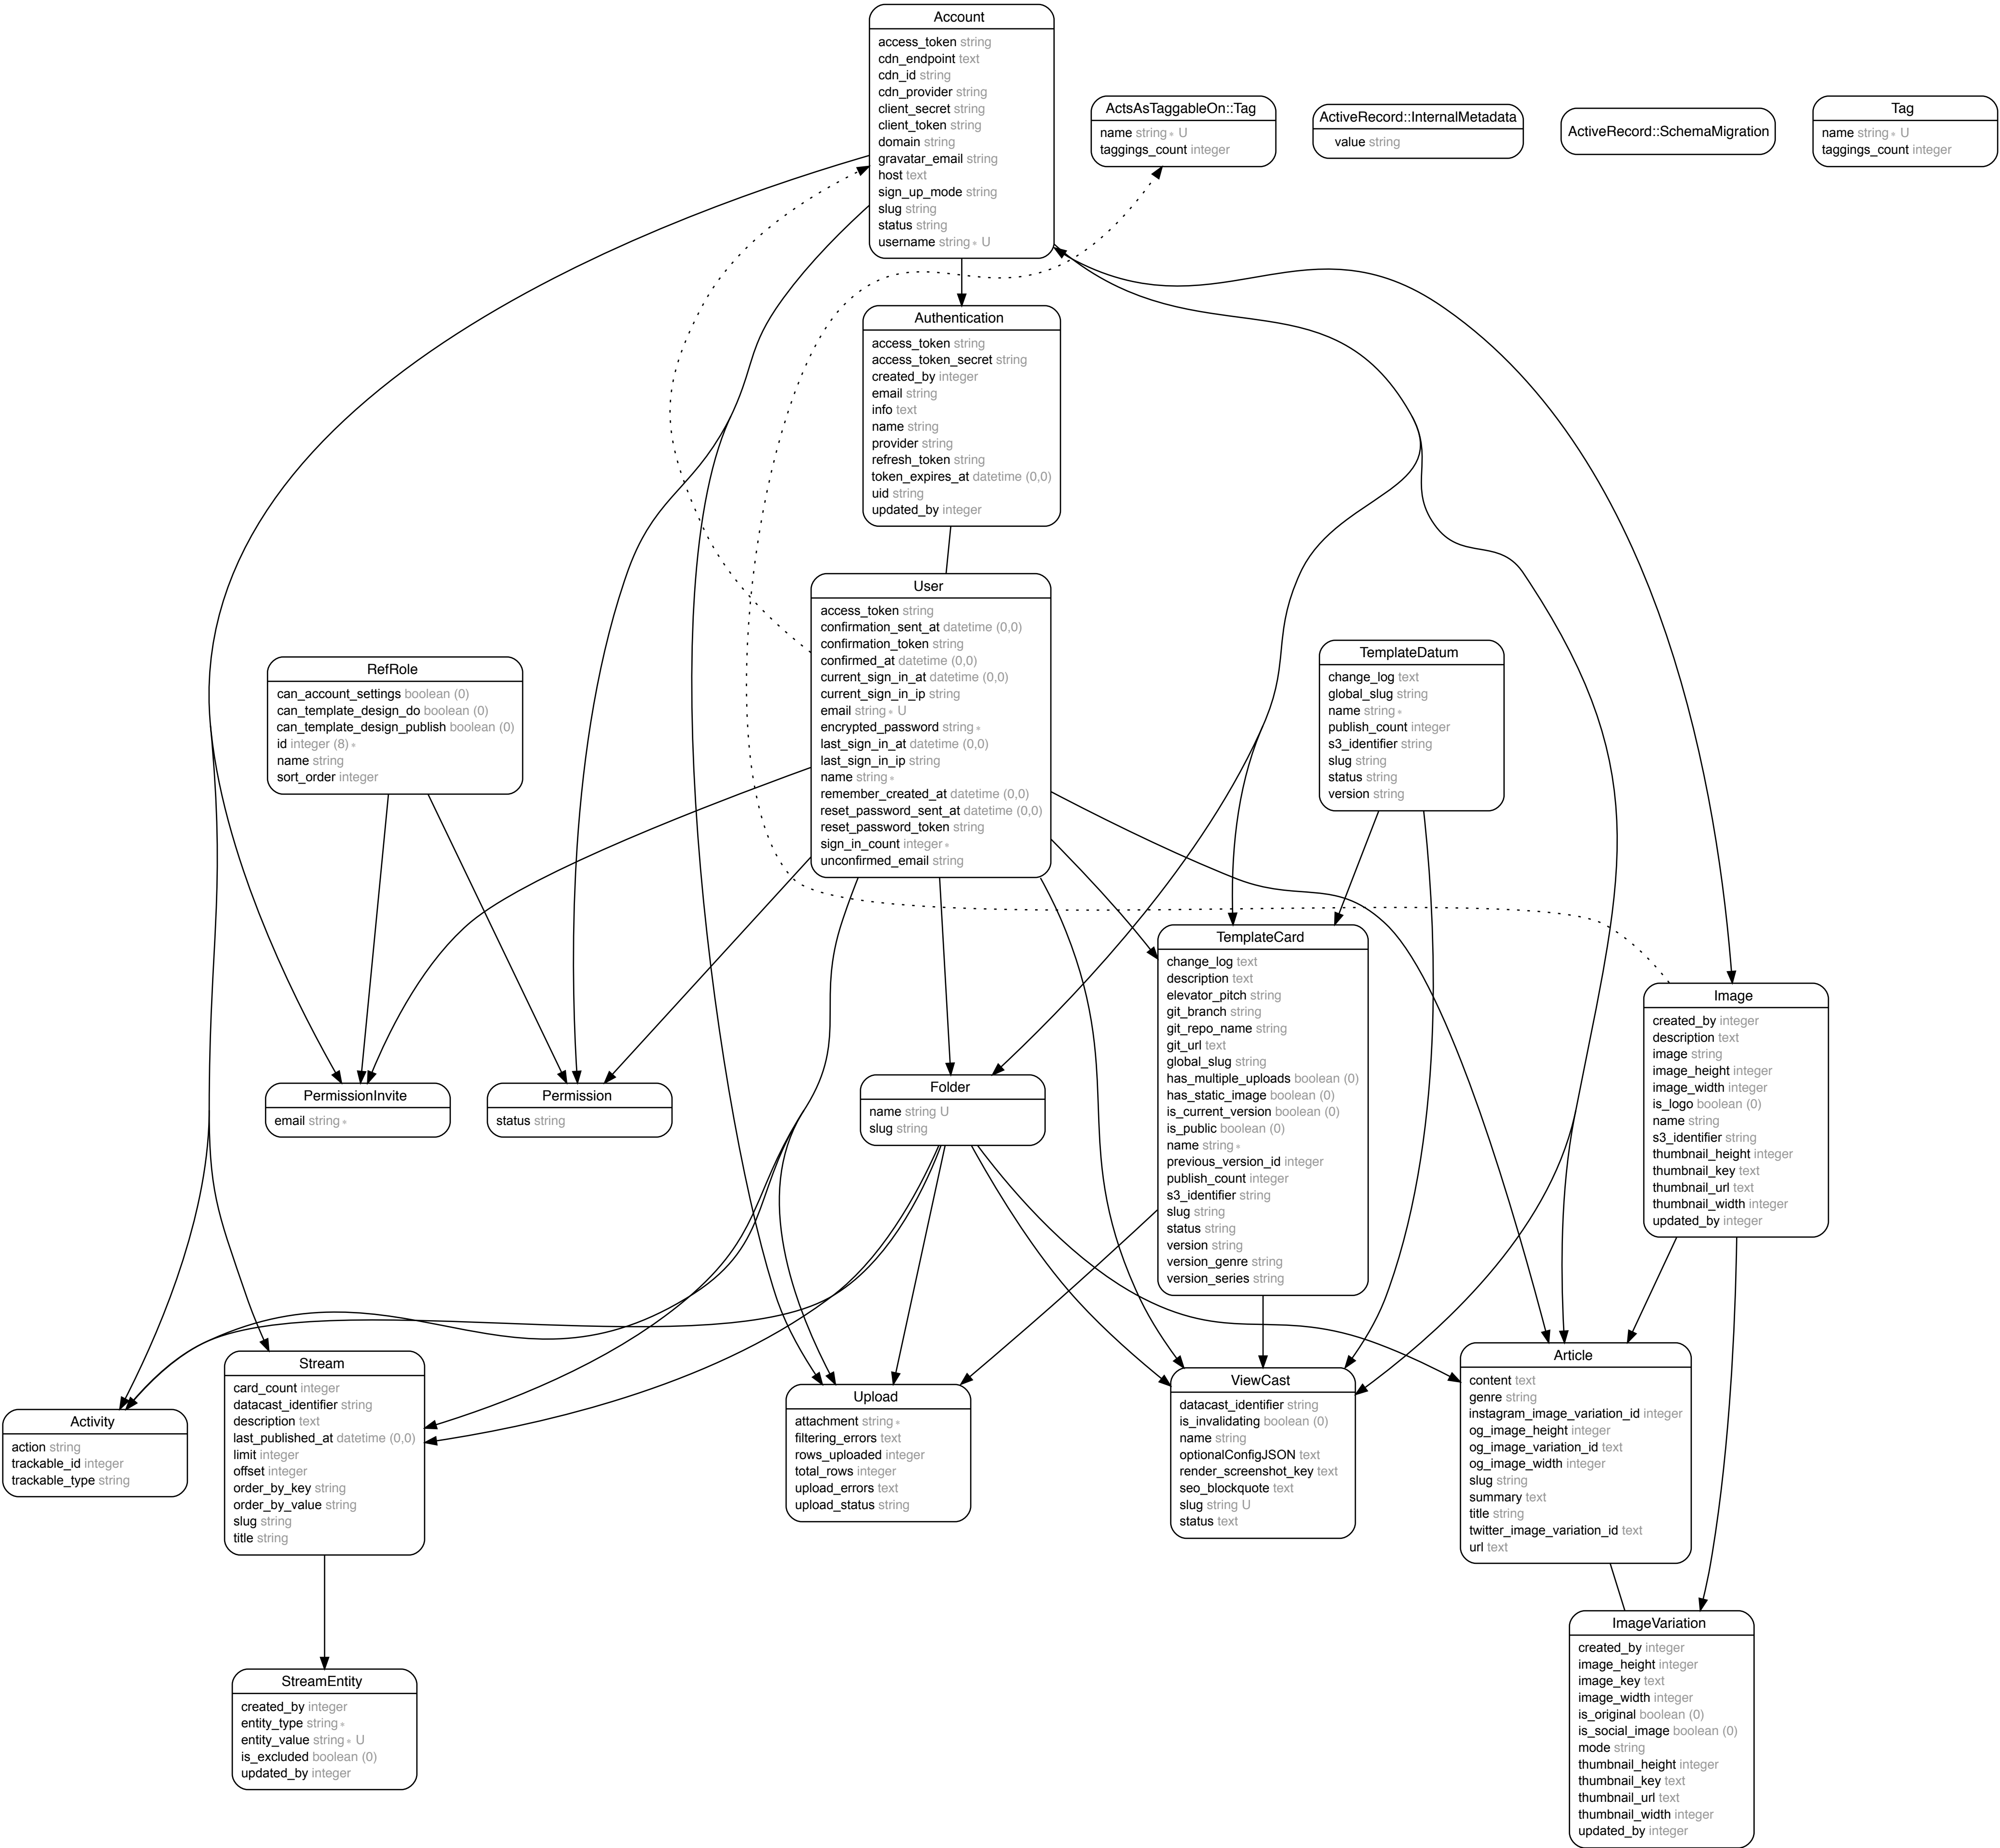 Account
access_token string
cdn_endpoint text
cdn_id string
cdn_provider string
client_secret string
client_token string
domain string
gravatar_email string
host text
sign_up_mode string
slug string
status string
username string * U
ActsAsTaggableOn::Tag
name string * U
taggings_count integer
ActiveRecord::InternalMetadata
value string
ActiveRecord::SchemaMigration
Tag
name string * U
taggings_count integer
Authentication
access_token string
access_token_secret string
created_by integer
email string
info text
name string
provider string
refresh_token string
token_expires_at datetime (0,0)
uid string
updated_by integer
User
access_token string
confirmation_sent_at datetime (0,0)
confirmation_token string
confirmed_at datetime (0,0)
current_sign_in_at datetime (0,0)
current_sign_in_ip string
email string * U
encrypted_password string *
last_sign_in_at datetime (0,0)
last_sign_in_ip string
name string *
remember_created_at datetime (0,0)
reset_password_sent_at datetime (0,0)
reset_password_token string
sign_in_count integer *
unconfirmed_email string
RefRole
can_account_settings boolean (0)
can_template_design_do boolean (0)
can_template_design_publish boolean (0)
id integer (8) *
name string
sort_order integer
TemplateDatum
change_log text
global_slug string
name string *
publish_count integer
s3_identifier string
slug string
status string
version string
TemplateCard
change_log text
description text
elevator_pitch string
git_branch string
git_repo_name string
git_url text
global_slug string
has_multiple_uploads boolean (0)
has_static_image boolean (0)
is_current_version boolean (0)
is_public boolean (0)
name string *
previous_version_id integer
publish_count integer
s3_identifier string
slug string
status string
version string
version_genre string
version_series string
Image
created_by integer
description text
image string
image_height integer
image_width integer
is_logo boolean (0)
name string
s3_identifier string
thumbnail_height integer
thumbnail_key text
thumbnail_url text
thumbnail_width integer
updated_by integer
PermissionInvite
email string *
Permission
status string
Folder
name string U
slug string
Stream
card_count integer
datacast_identifier string
description text
last_published_at datetime (0,0)
limit integer
offset integer
order_by_key string
order_by_value string
slug string
title string
Activity
action string
trackable_id integer
trackable_type string
Upload
attachment string *
filtering_errors text
rows_uploaded integer
total_rows integer
upload_errors text
upload_status string
ViewCast
datacast_identifier string
is_invalidating boolean (0)
name string
optionalConfigJSON text
render_screenshot_key text
seo_blockquote text
slug string U
status text
Article
content text
genre string
instagram_image_variation_id integer
og_image_height integer
og_image_variation_id text
og_image_width integer
slug string
summary text
title string
twitter_image_variation_id text
url text
StreamEntity
created_by integer
entity_type string *
entity_value string * U
is_excluded boolean (0)
updated_by integer
ImageVariation
created_by integer
image_height integer
image_key text
image_width integer
is_original boolean (0)
is_social_image boolean (0)
mode string
thumbnail_height integer
thumbnail_key text
thumbnail_url text
thumbnail_width integer
updated_by integer